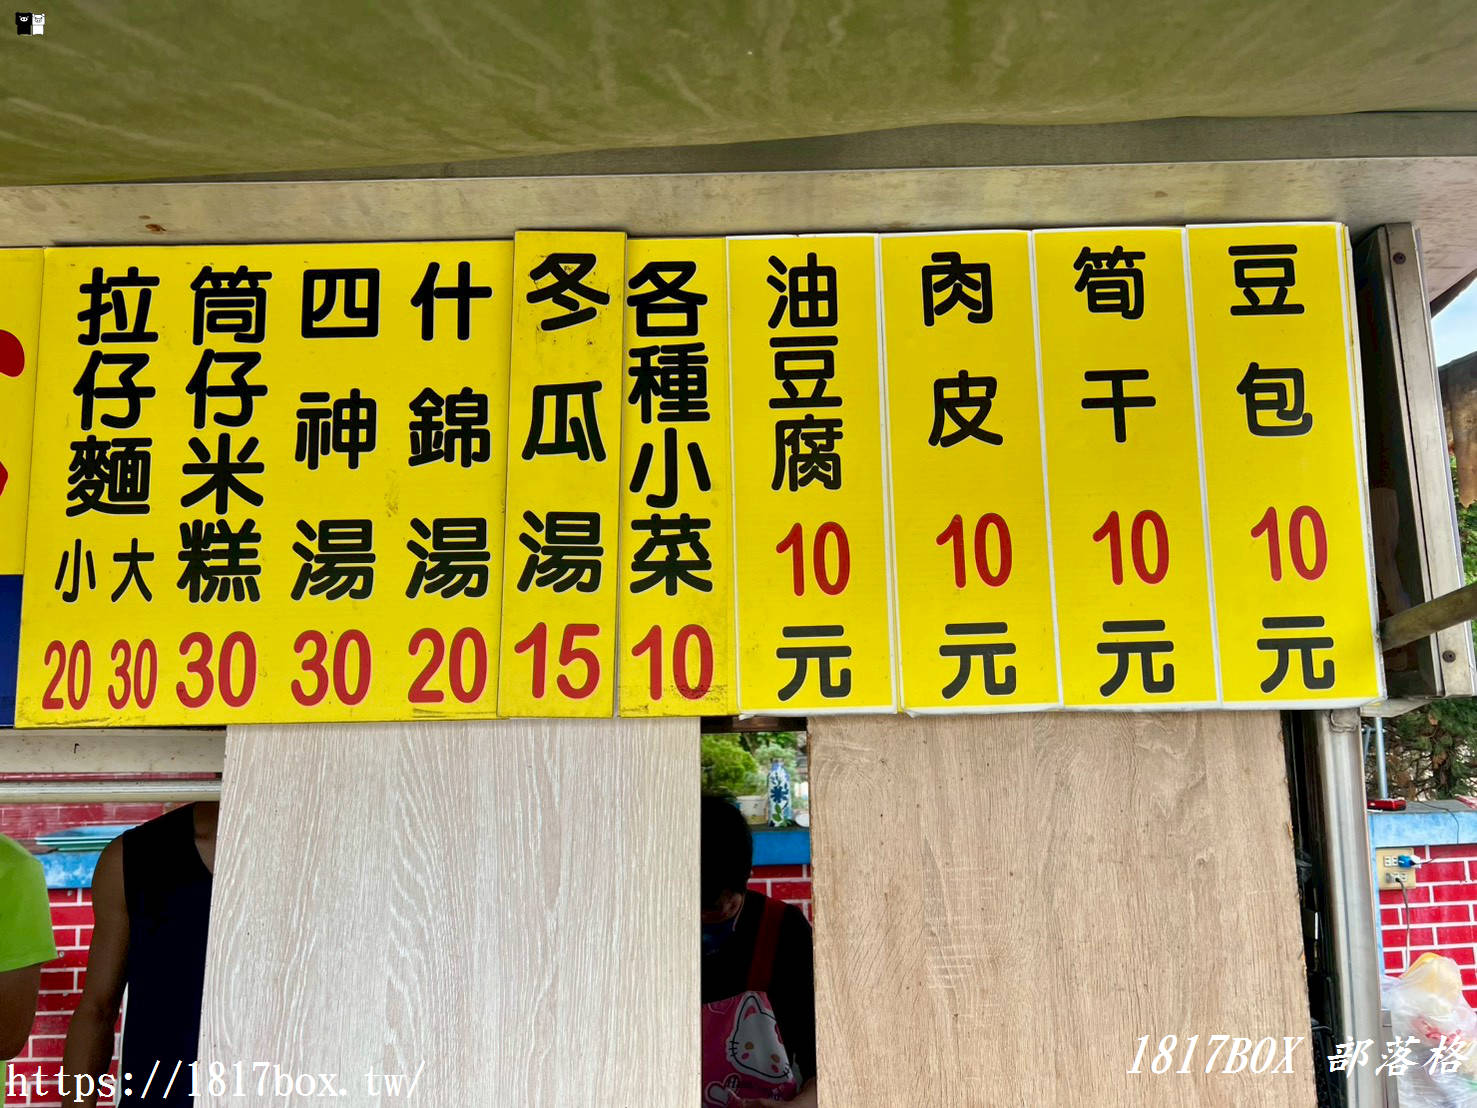 拉仔麵 小 20 大 30
筒仔米糕 30
四神湯 30
什錦湯 20
冬瓜湯 15
各種小菜 10
油豆腐 10 元
肉皮 10 元
筍干 10 元
豆包 10 元
https://1817box.tw/
1817BOX 部落格